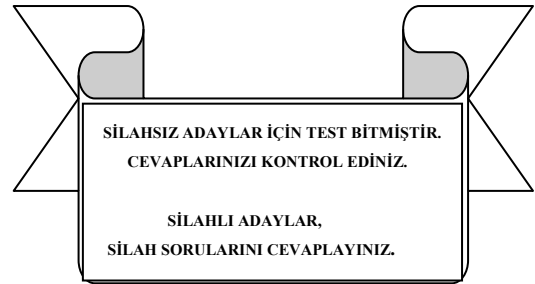 SİLAHSIZ ADAYLAR İÇİN TEST BİTMİŞTİR.
CEVAPLARINIZI KONTROL EDİNİZ.
SİLAHLI ADAYLAR,
SİLAH SORULARINI CEVAPLAYINIZ.